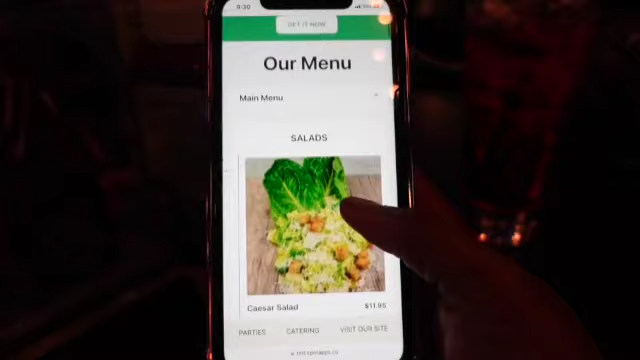 9:30
GET IT NOW
Our Menu
Main Menu
SALADS
Caesar Salad $11.95
PARTIES CATERING VISIT OUR SITE